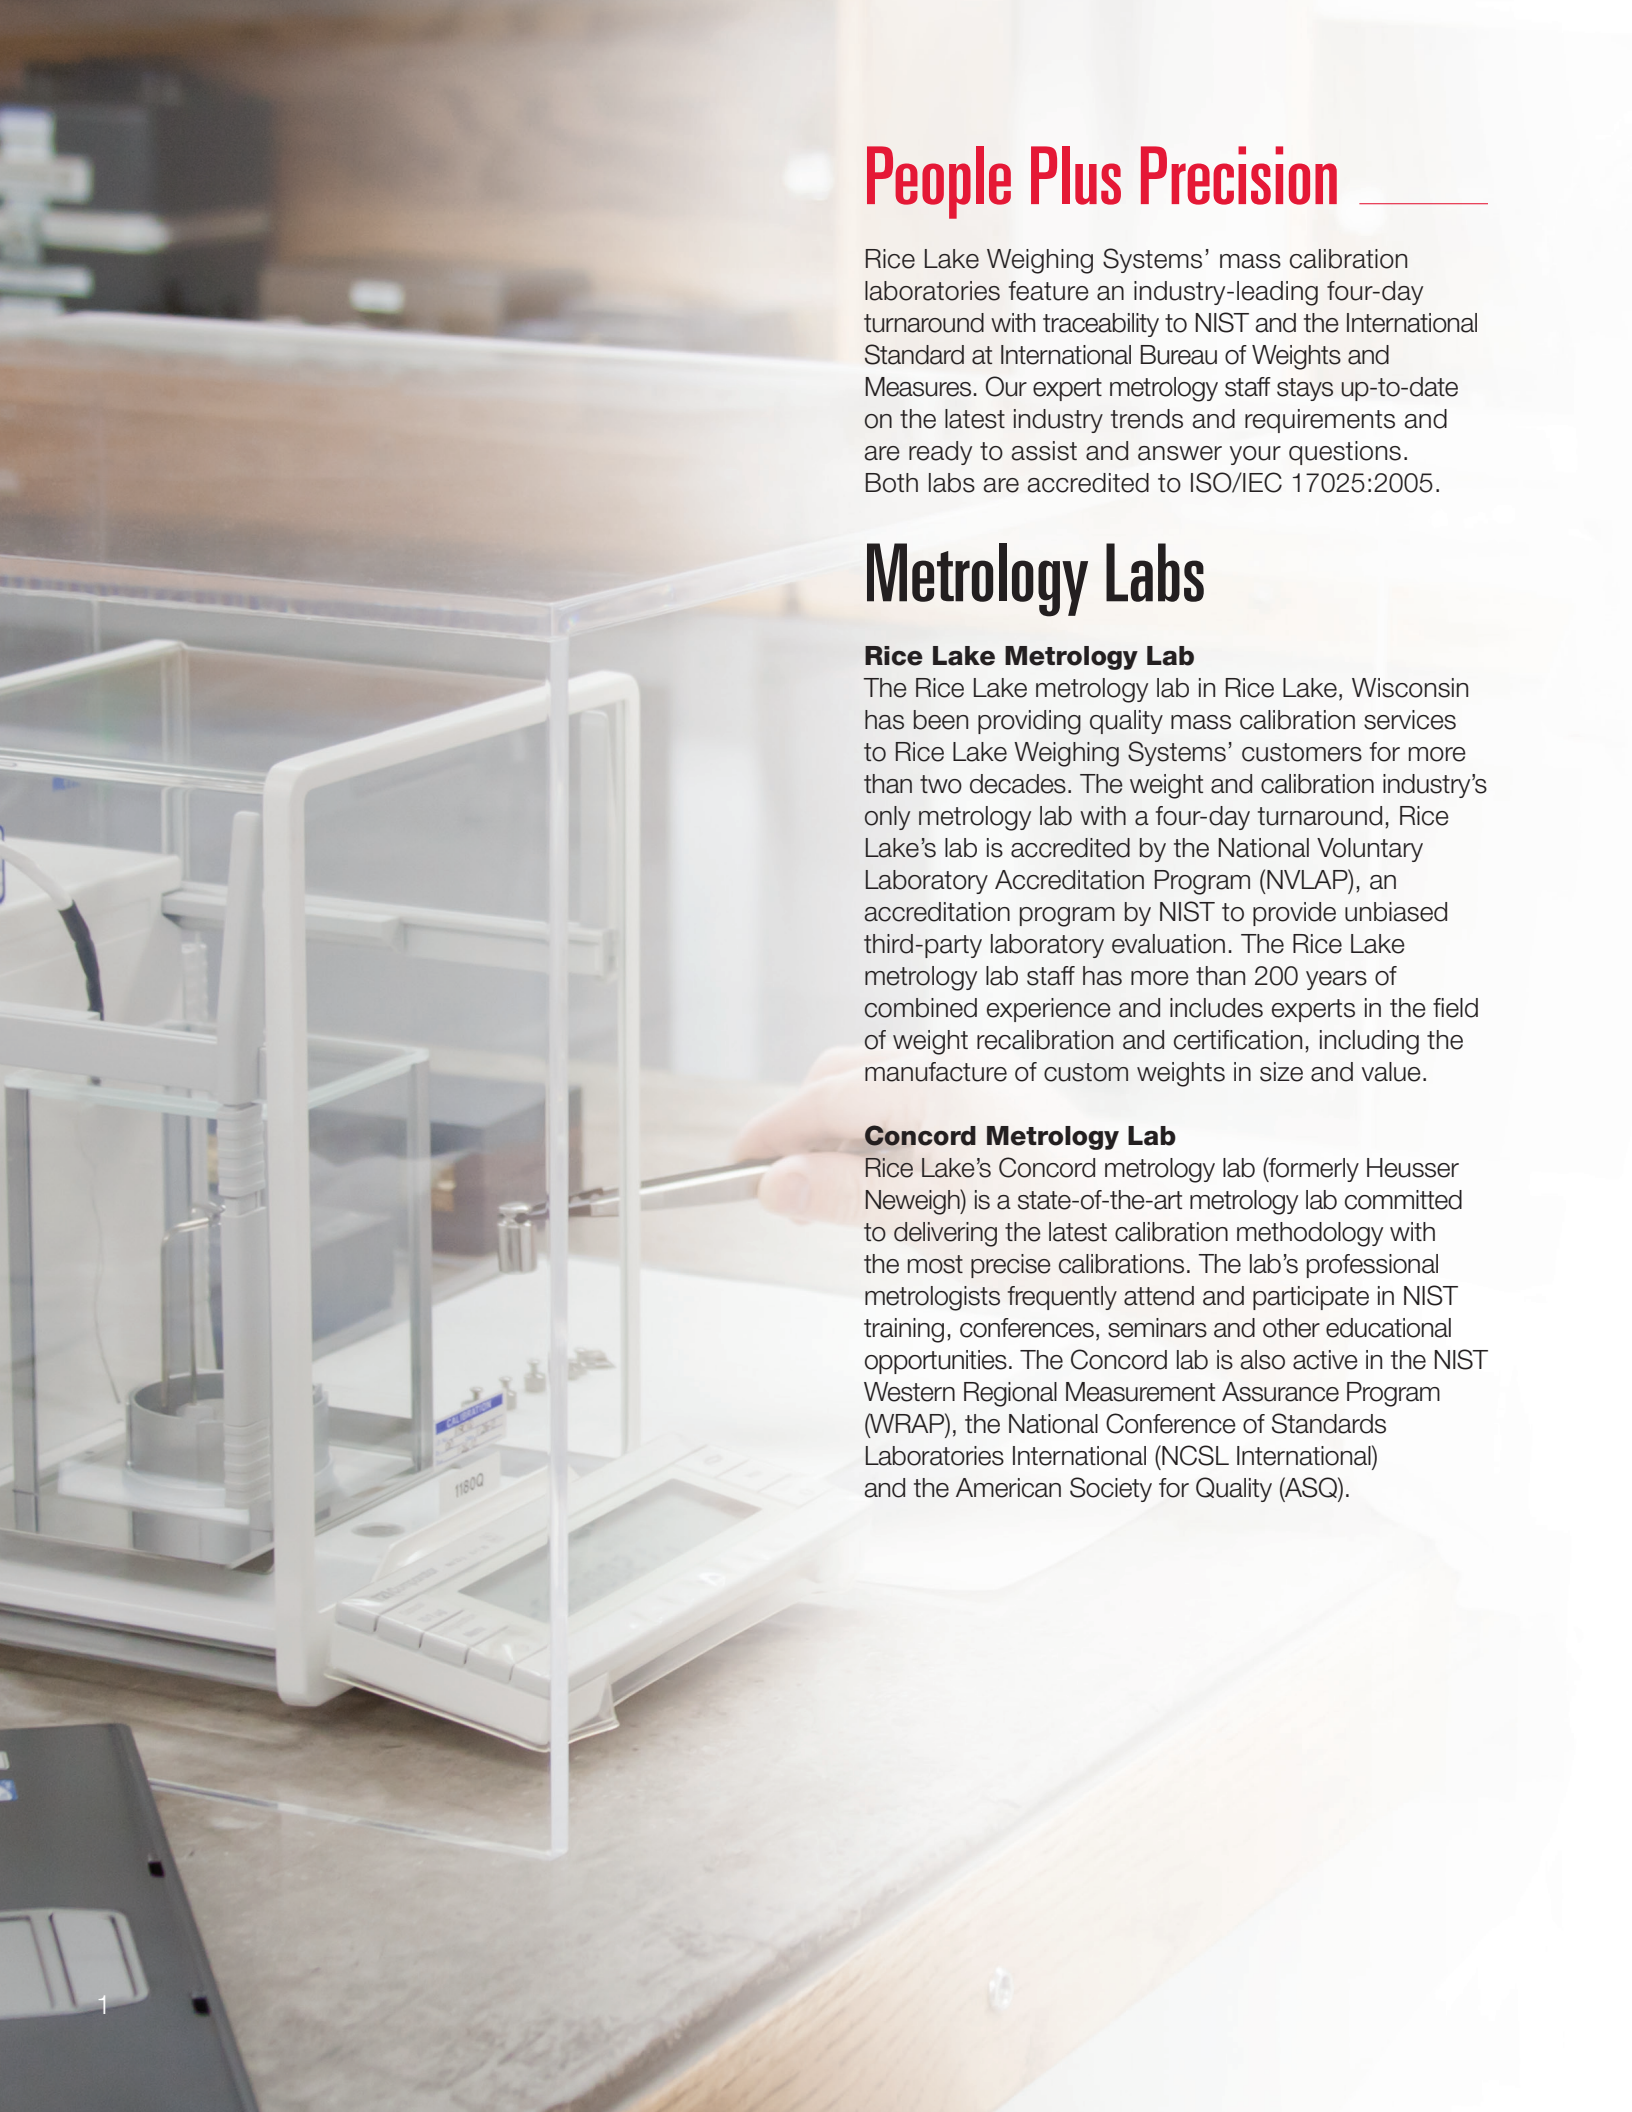 People Plus Precision
Rice Lake Weighing Systems’ mass calibration
laboratories feature an industry-leading four-day
turnaround with traceability to NIST and the International
Standard at International Bureau of Weights and
Measures. Our expert metrology staff stays up-to-date
on the latest industry trends and requirements and
are ready to assist and answer your questions.
Both labs are accredited to ISO/IEC 17025:2005.
Metrology Labs
Rice Lake Metrology Lab
The Rice Lake metrology lab in Rice Lake, Wisconsin
has been providing quality mass calibration services
to Rice Lake Weighing Systems’ customers for more
than two decades. The weight and calibration industry’s
only metrology lab with a four-day turnaround, Rice
Lake’s lab is accredited by the National Voluntary
Laboratory Accreditation Program (NVLAP), an
accreditation program by NIST to provide unbiased
third-party laboratory evaluation. The Rice Lake
metrology lab staff has more than 200 years of
combined experience and includes experts in the field
of weight recalibration and certification, including the
manufacture of custom weights in size and value.
Concord Metrology Lab
Rice Lake’s Concord metrology lab (formerly Heusser
Neweigh) is a state-of-the-art metrology lab committed
to delivering the latest calibration methodology with
the most precise calibrations. The lab’s professional
metrologists frequently attend and participate in NIST
training, conferences, seminars and other educational
opportunities. The Concord lab is also active in the NIST
Western Regional Measurement Assurance Program
(WRAP), the National Conference of Standards
Laboratories International (NCSL International)
and the American Society for Quality (ASQ).
CALIBRATION
1180Q
1